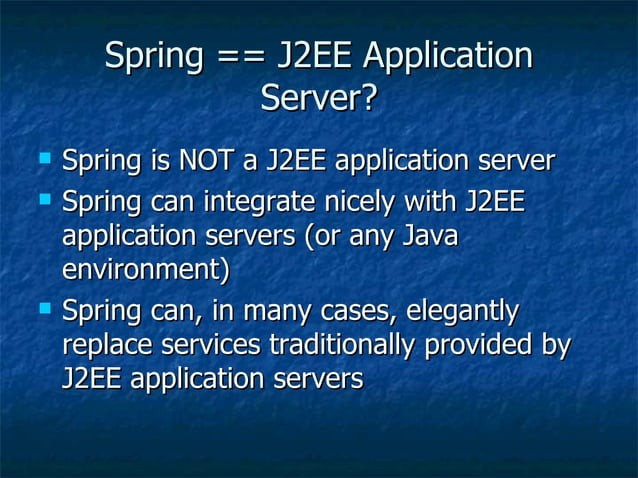 Spring == J2EE Application
Server?
Spring is NOT a J2EE application server
Spring can integrate nicely with J2EE
application servers (or any Java
environment)
Spring can, in many cases, elegantly
replace services traditionally provided by
J2EE application servers